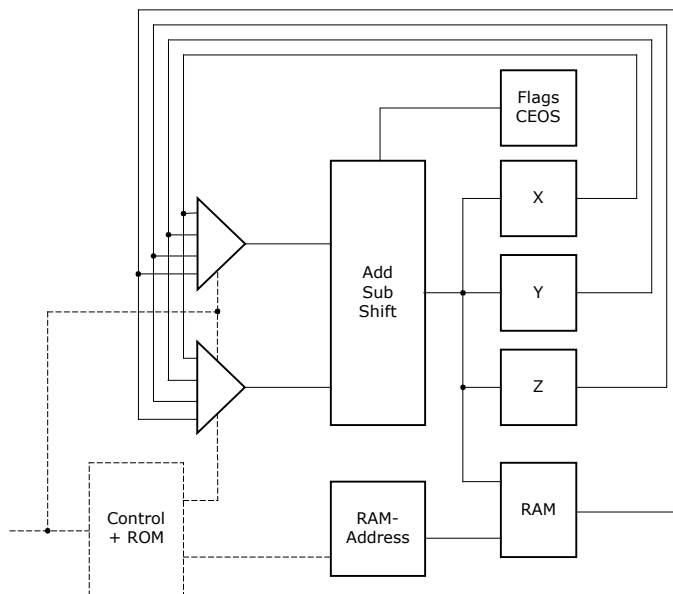 Flags
CEOS
X
Add
Sub
Shift
Y
Z
Control
+ ROM
RAM-
Address
RAM